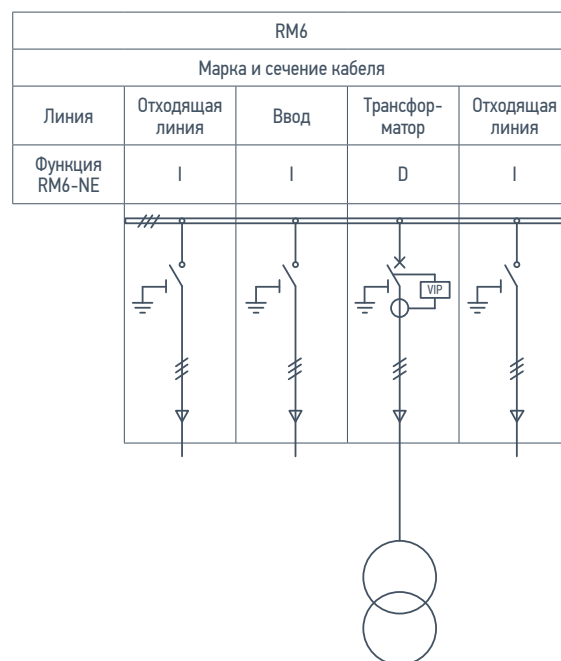 RM6
Марка и сечение кабеля
Линия
Отходящая
линия
Ввод
Трансфор-
матор
Отходящая
линия
Функция
RM6-NE
I
I
D
I
VIP